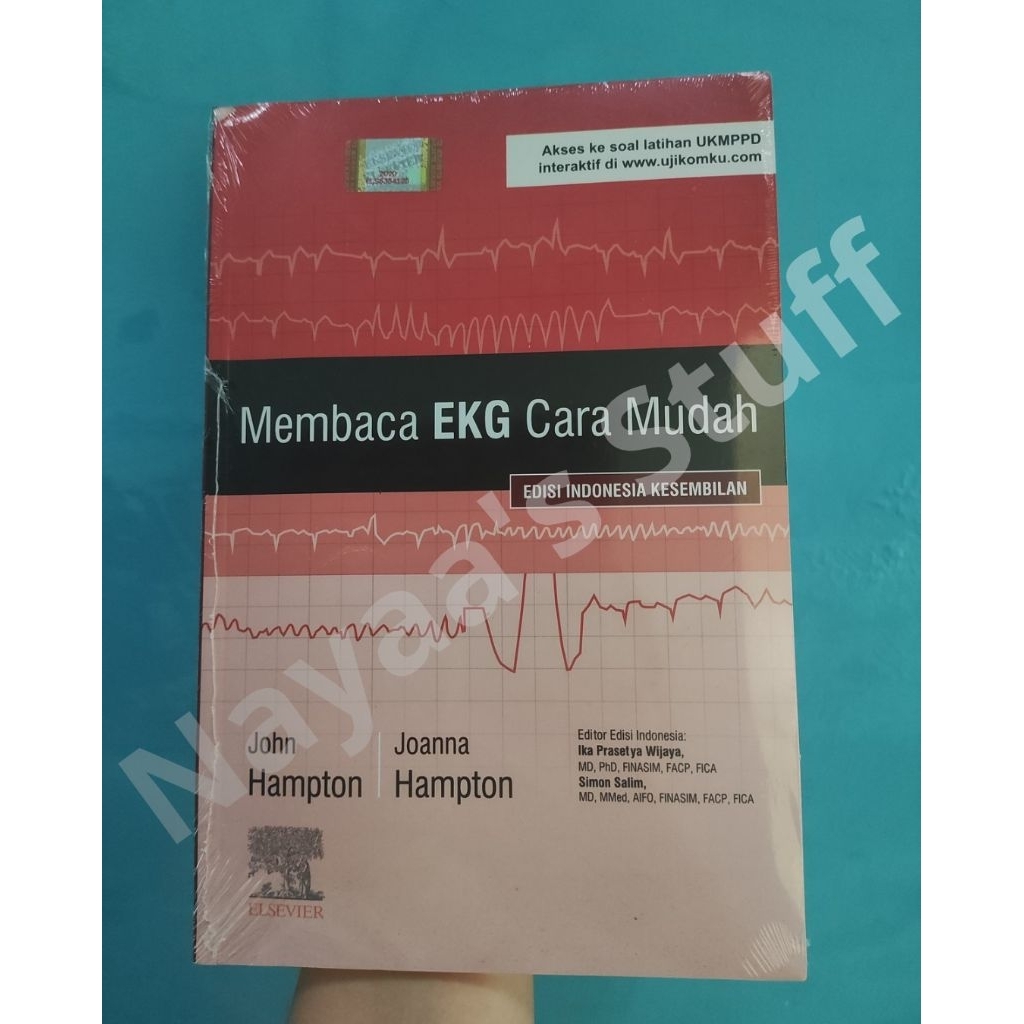 Akses ke soal latihan UKMPPD
interaktif di www.ujikomku.com
ELSEVIER
2020
Membaca EKG Cara Mudah
EDISI INDONESIA KESEMBILAN
John
Hampton
Joanna
Hampton
Editor Edisi Indonesia:
Ika Prasetya Wijaya,
MD, PhD, FINASIM, FACP, FICA
Simon Salim,
MD, MMed, AIFO, FINASIM, FACP, FICA
ELSEVIER
Nayaa's Stuff